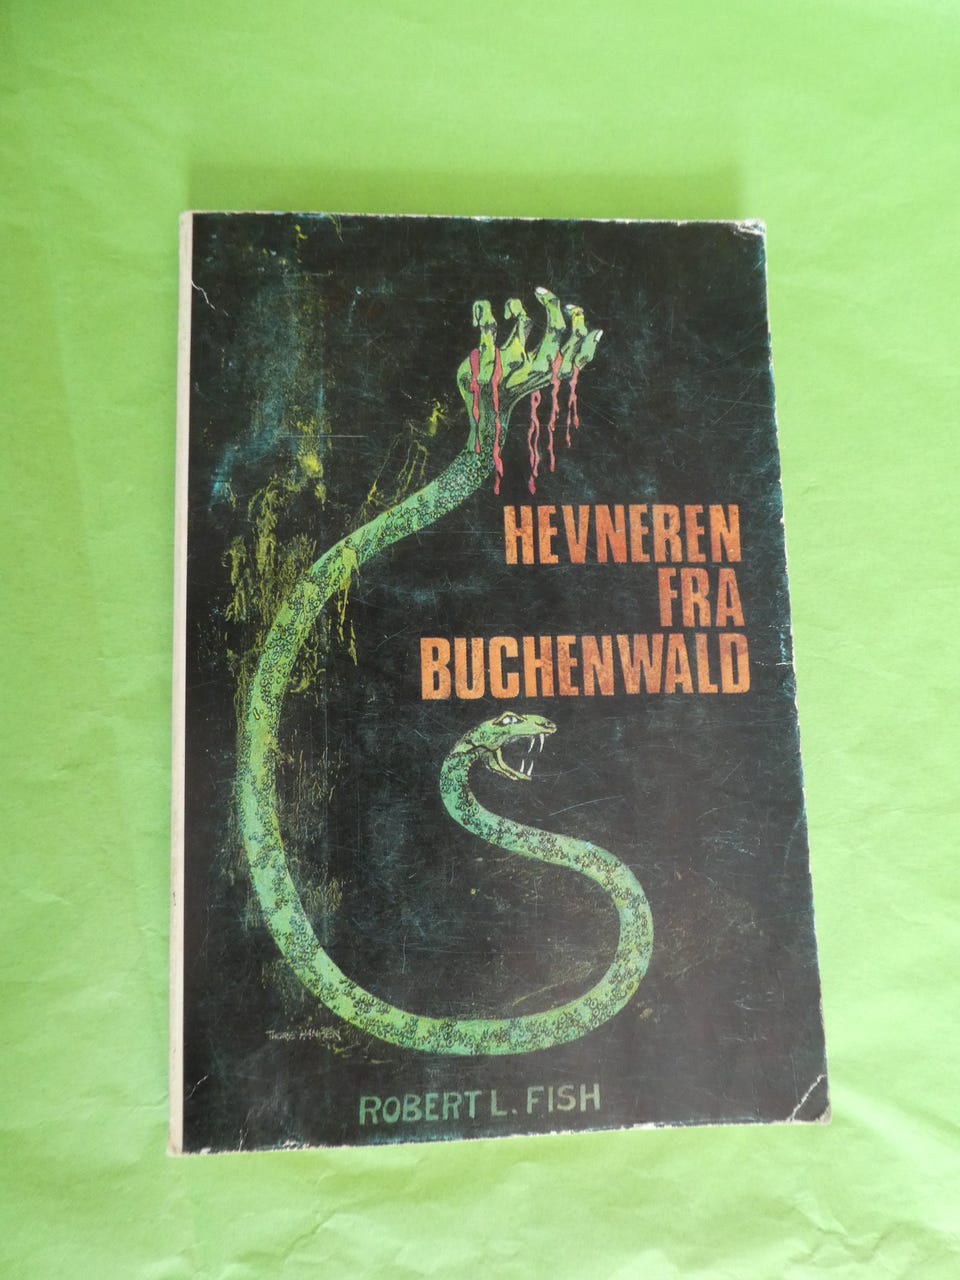 HEVNEREN
FRA
BUCHENWALD
ROBERT L. FISH